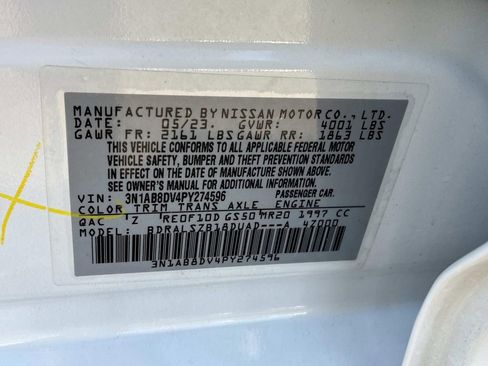 MANUFACTURED BY NISSAN MOTOR CO., LTD.
DATE: 05/23. GVWR: 4001 LBS
GAWR FR: 2161 LBS GAWR RR: 1863 LBS
THIS VEHICLE CONFORMS TO ALL APPLICABLE FEDERAL MOTOR
VEHICLE SAFETY, BUMPER AND THEFT PREVENTION STANDARDS
IN EFFECT ON THE DATE OF MANUFACTURE SHOWN ABOVE.
SEE OWNER'S MANUAL FOR ADDITIONAL INFORMATION.
VIN: 3N1AB8DV4PY274596 PASSENGER CAR
COLOR TRIM TRANS AXLE ENGINE
QAC 'Z RE0F10D GS50 MR20 1997 CC
MODEL: BDRALSZB18DUAD---A 47000
3N1AB8DV4PY274596